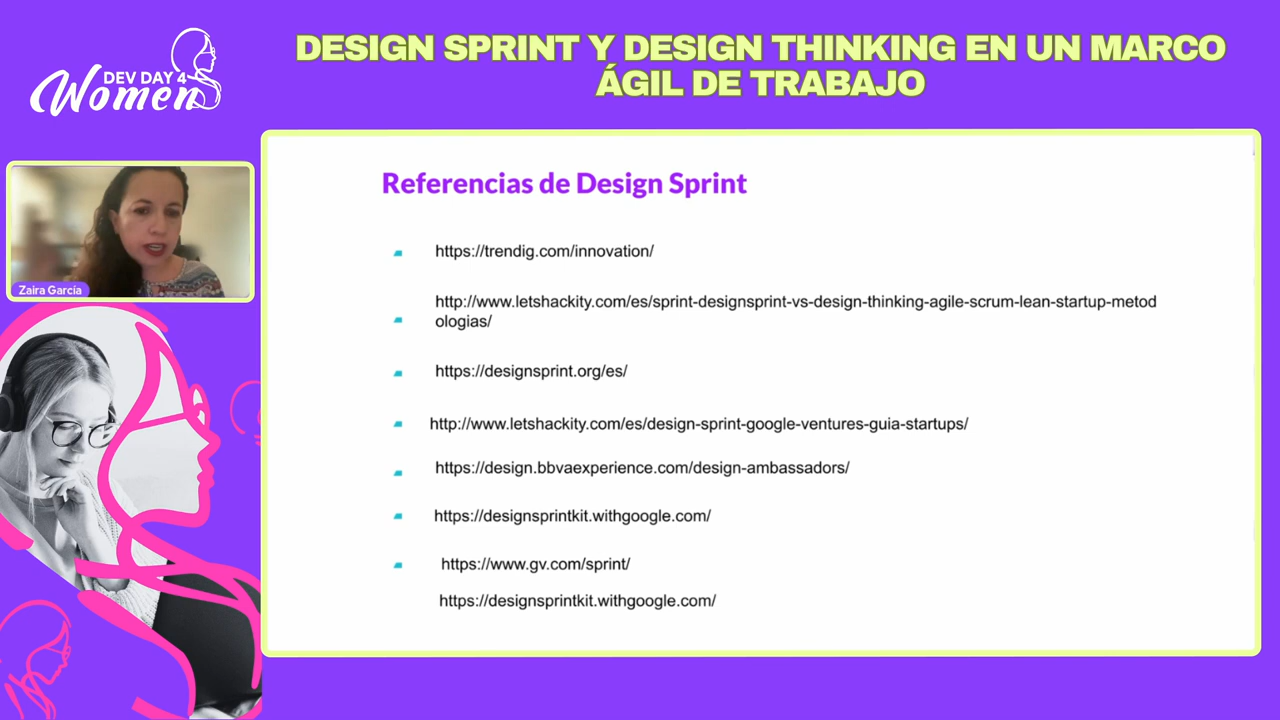 DEV DAY 4
Women
DESIGN SPRINT Y DESIGN THINKING EN UN MARCO
ÁGIL DE TRABAJO
Zaira García
Referencias de Design Sprint
https://trendig.com/innovation/
http://www.letshackity.com/es/sprint-designsprint-vs-design-thinking-agile-scrum-lean-startup-metod
ologias/
https://designsprint.org/es/
http://www.letshackity.com/es/design-sprint-google-ventures-guia-startups/
https://design.bbvaexperience.com/design-ambassadors/
https://designsprintkit.withgoogle.com/
https://www.gv.com/sprint/
https://designsprintkit.withgoogle.com/